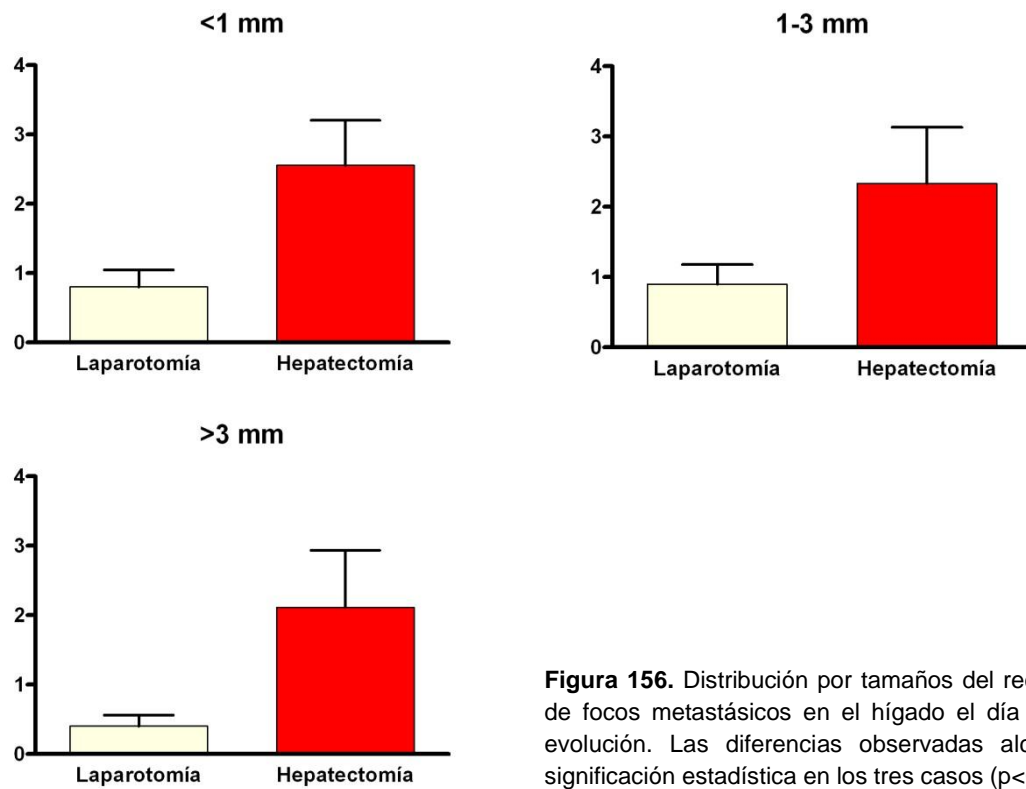 <1 mm
4
3
2
1
0
Laparotomía Hepatectomía
1-3 mm
4
3
2
1
0
Laparotomía Hepatectomía
>3 mm
4
3
2
1
0
Laparotomía Hepatectomía
Figura 156. Distribución por tamaños del
de focos metastásicos en el hígado el día
evolución. Las diferencias observadas
significación estadística en los tres casos (p<